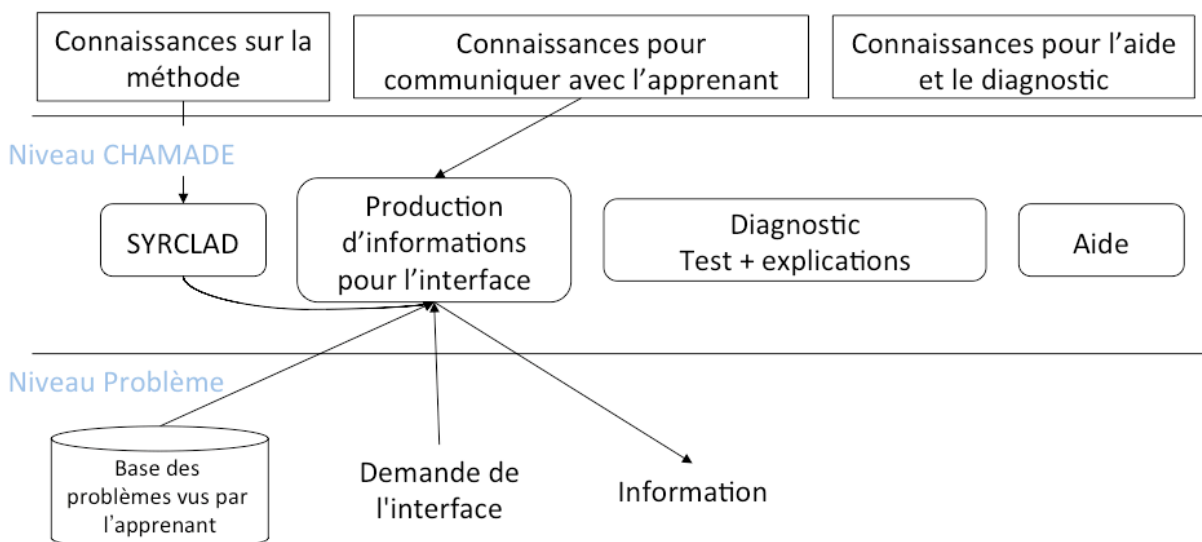 Connaissances sur la
méthode
Connaissances pour
communiquer avec l’apprenant
Connaissances pour l’aide
et le diagnostic
Niveau CHAMADE
SYRCLAD
Production
d’informations
pour l’interface
Diagnostic
Test + explications
Aide
Niveau Problème
Base des
problèmes vus par
l’apprenant
Demande de
l'interface
Information